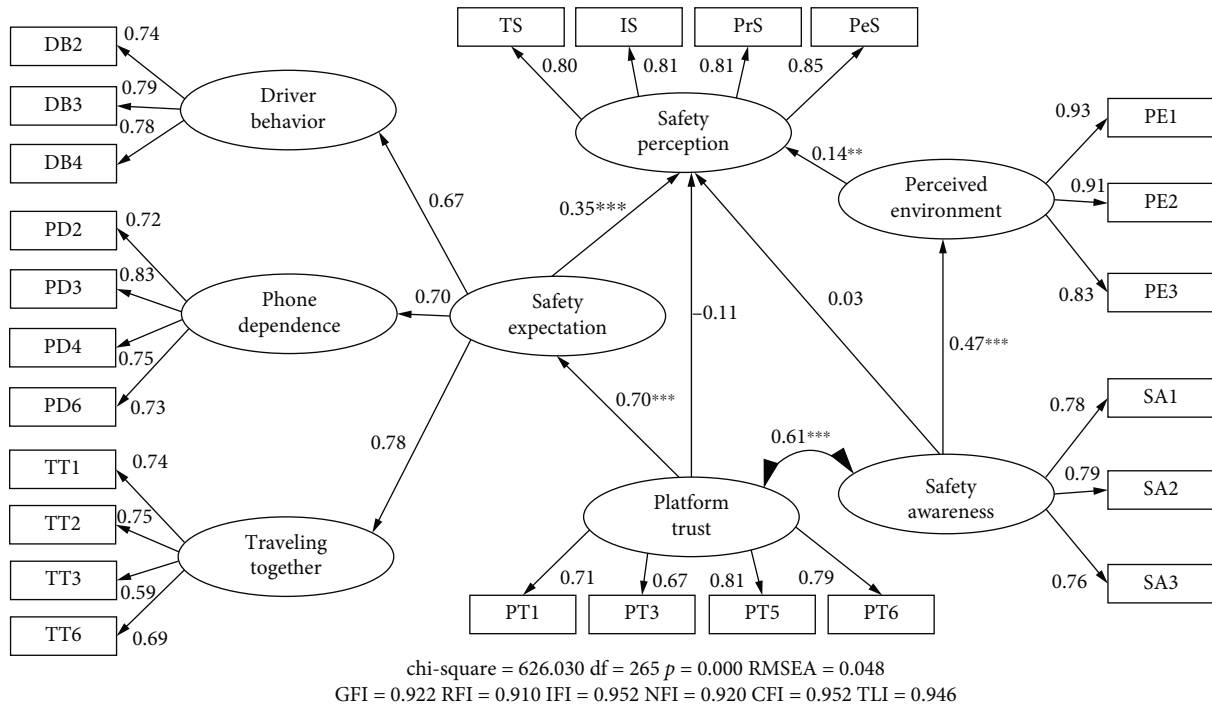 TS
IS
PrS
PeS
0.80
0.81
0.81
0.85
DB2
0.74
DB3
0.79
DB4
0.78
Driver
behavior
Safety
perception
0.93
PE1
0.91
PE2
0.83
PE3
0.14**
Perceived
environment
0.67
0.35***
PD2
0.72
PD3
0.83
PD4
0.75
PD6
0.73
Phone
dependence
0.70
Safety
expectation
–0.11
0.03
0.47***
0.70***
0.78
0.61***
TT1
0.74
TT2
0.75
TT3
0.59
TT6
0.69
Traveling
together
Platform
trust
Safety
awareness
0.78
SA1
0.79
SA2
0.76
SA3
0.71
0.67
0.81
0.79
PT1
PT3
PT5
PT6
chi-square = 626.030 df = 265 p = 0.000 RMSEA = 0.048
GFI = 0.922 RFI = 0.910 IFI = 0.952 NFI = 0.920 CFI = 0.952 TLI = 0.946